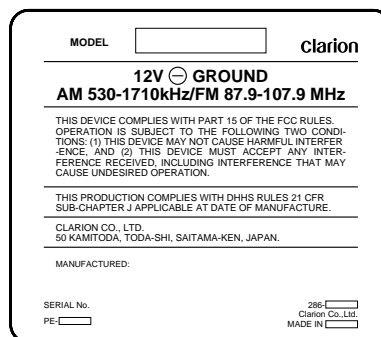 MODEL
clarion
12V ⊖ GROUND
AM 530-1710kHz/FM 87.9-107.9 MHz
THIS DEVICE COMPLIES WITH PART 15 OF THE FCC RULES.
OPERATION IS SUBJECT TO THE FOLLOWING TWO CONDI-
TIONS: (1) THIS DEVICE MAY NOT CAUSE HARMFUL INTERFER
-ENCE, AND (2) THIS DEVICE MUST ACCEPT ANY INTER-
FERENCE RECEIVED, INCLUDING INTERFERENCE THAT MAY
CAUSE UNDESIRED OPERATION.
THIS PRODUCTION COMPLIES WITH DHHS RULES 21 CFR
SUB-CHAPTER J APPLICABLE AT DATE OF MANUFACTURE.
CLARION CO., LTD.
50 KAMITODA, TODA-SHI, SAITAMA-KEN, JAPAN.
MANUFACTURED:
SERIAL No.
PE-
286-
Clarion Co.,Ltd.
MADE IN